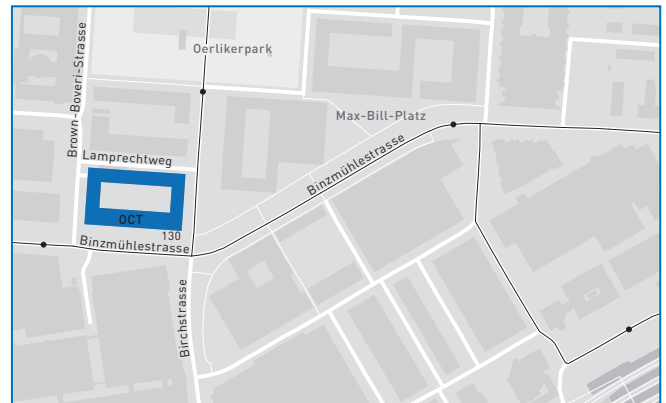 Oerlikerpark
Brown-Boveri-Strasse
Max-Bill-Platz
Lamprechtweg
Binzmühlestrasse
OCT
130
Binzmühlestrasse
Birchstrasse